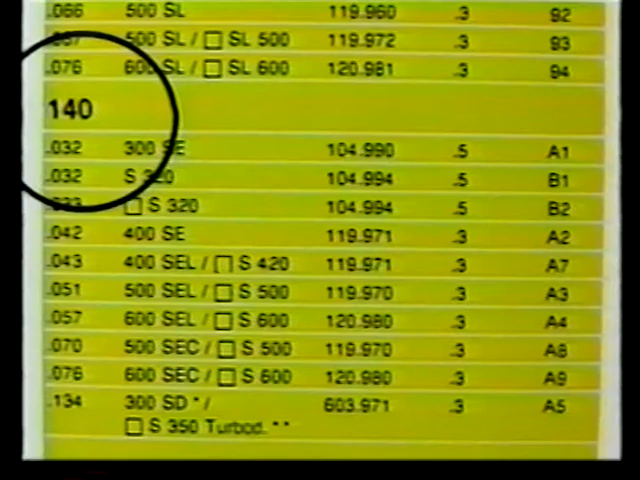 .066 500 SL 119.960 .3 92
.067 500 SL / □ SL 500 119.972 .3 93
.076 600 SL / □ SL 600 120.981 .3 94
140
.032 300 SE 104.990 .5 A1
.032 S 320 104.994 .5 B1
.033 □ S 320 104.994 .5 B2
.042 400 SE 119.971 .3 A2
.043 400 SEL / □ S 420 119.971 .3 A7
.051 500 SEL / □ S 500 119.970 .3 A3
.057 600 SEL / □ S 600 120.980 .3 A4
.070 500 SEC / □ S 500 119.970 .3 A8
.076 600 SEC / □ S 600 120.980 .3 A9
.134 300 SD * / 603.971 .3 A5
□ S 350 Turbod. **